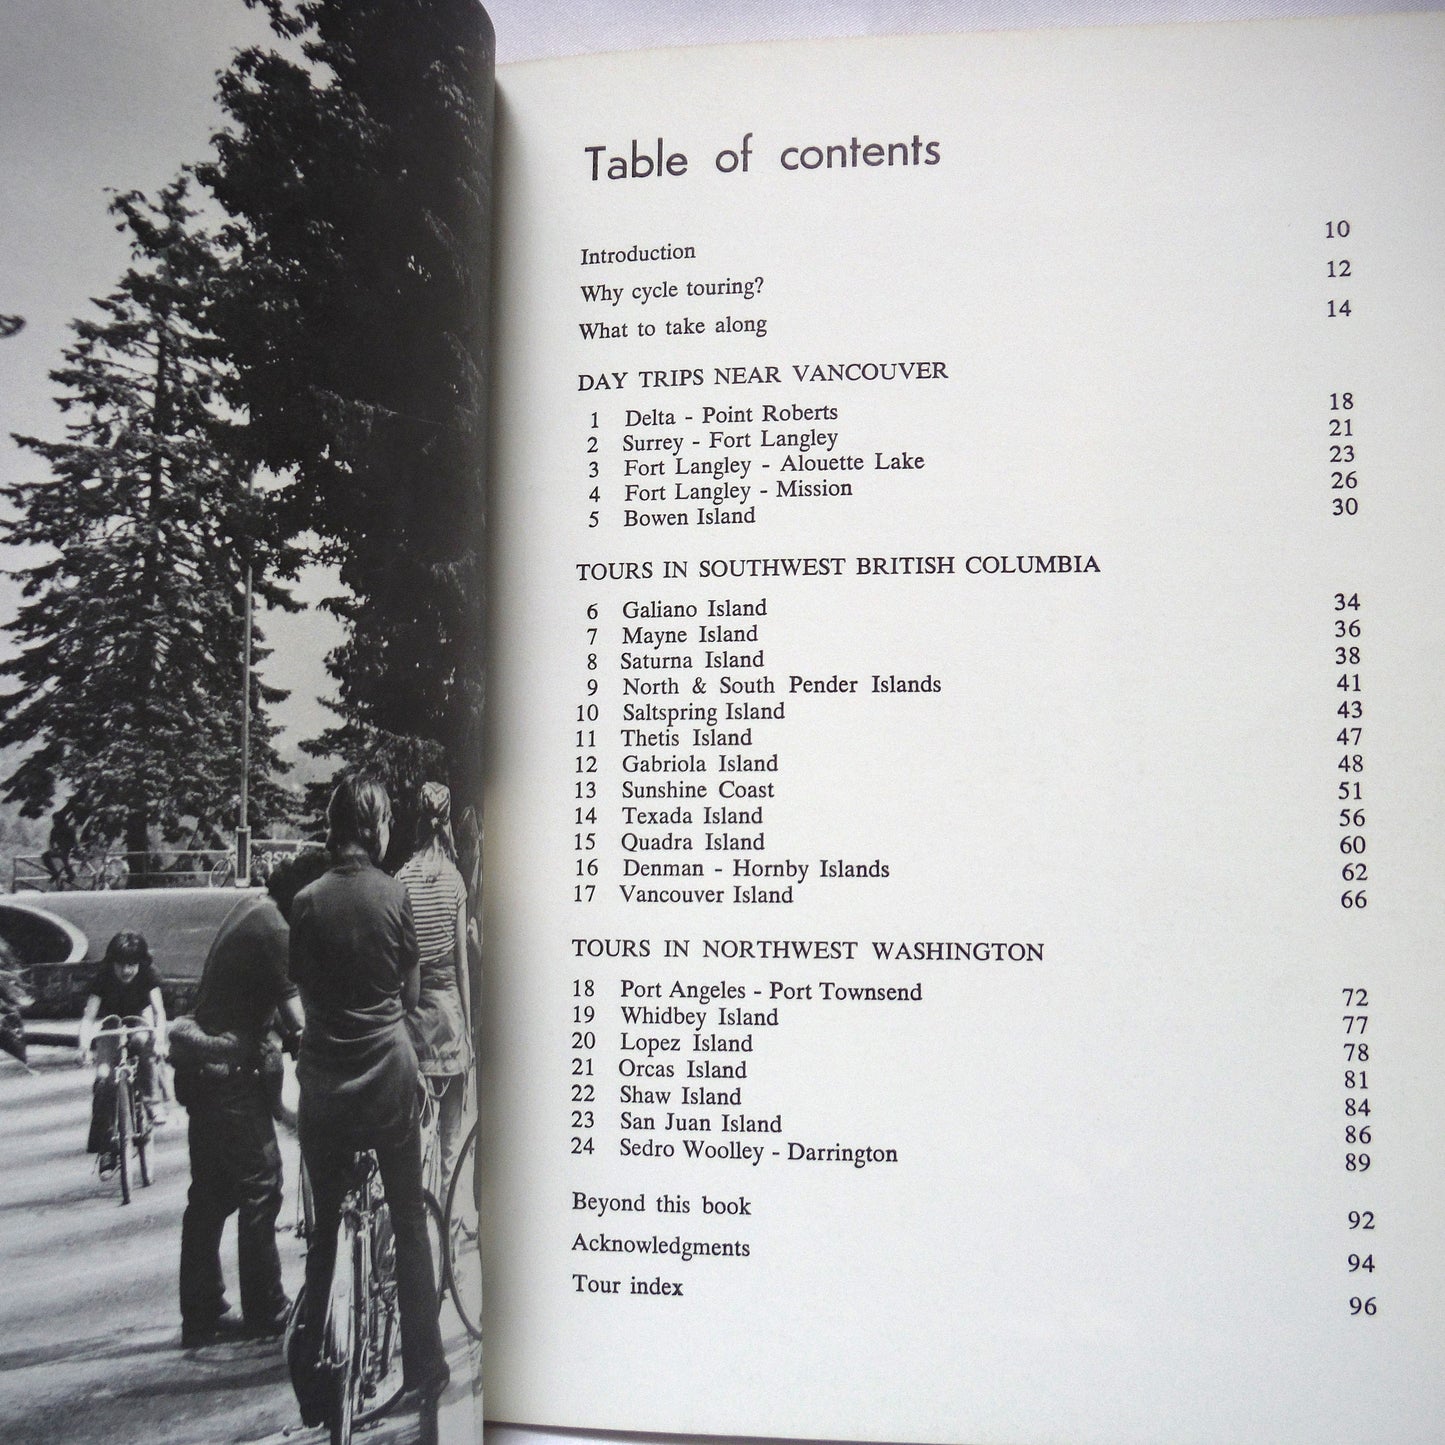 Table of contents
Introduction 10
Why cycle touring? 12
What to take along 14
DAY TRIPS NEAR VANCOUVER
1 Delta - Point Roberts 18
2 Surrey - Fort Langley 21
3 Fort Langley - Alouette Lake 23
4 Fort Langley - Mission 26
5 Bowen Island 30
TOURS IN SOUTHWEST BRITISH COLUMBIA
6 Galiano Island 34
7 Mayne Island 36
8 Saturna Island 38
9 North & South Pender Islands 41
10 Saltspring Island 43
11 Thetis Island 47
12 Gabriola Island 48
13 Sunshine Coast 51
14 Texada Island 56
15 Quadra Island 60
16 Denman - Hornby Islands 62
17 Vancouver Island 66
TOURS IN NORTHWEST WASHINGTON
18 Port Angeles - Port Townsend 72
19 Whidbey Island 77
20 Lopez Island 78
21 Orcas Island 81
22 Shaw Island 84
23 San Juan Island 86
24 Sedro Woolley - Darrington 89
Beyond this book 92
Acknowledgments 94
Tour index 96